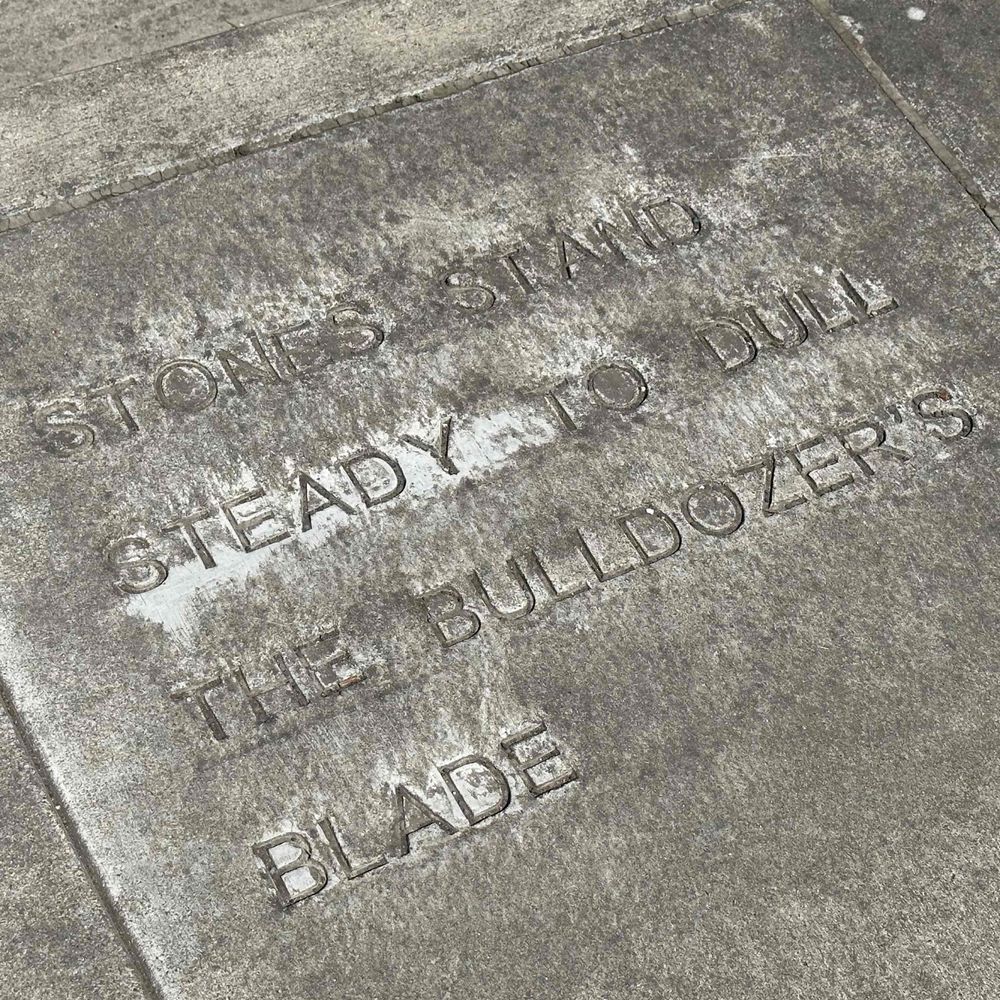 STONES STAND
STEADY TO DULL
THE BULLDOZER'S
BLADE